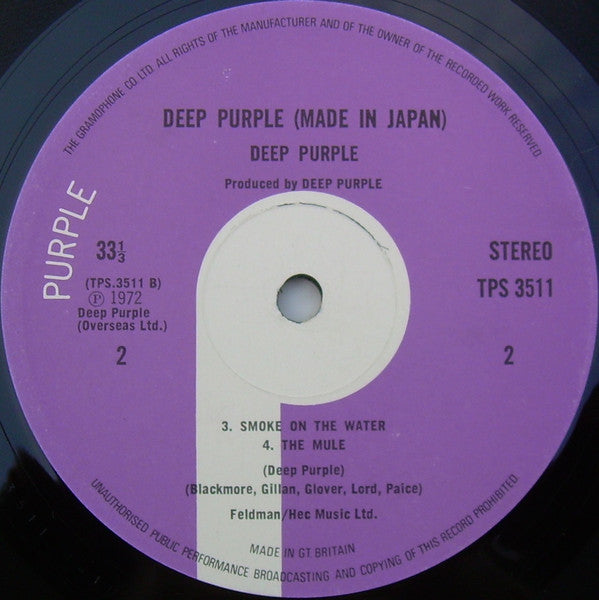 THE GRAMOPHONE CO LTD ALL RIGHTS OF THE MANUFACTURER AND OF THE OWNER OF THE RECORDED WORK RESERVED
DEEP PURPLE (MADE IN JAPAN)
DEEP PURPLE
Produced by DEEP PURPLE
PURPLE
33⅓
STEREO
(TPS.3511 B)
TPS 3511
Ⓟ 1972
Deep Purple
(Overseas Ltd.)
2
2
3. SMOKE ON THE WATER
4. THE MULE
(Deep Purple)
(Blackmore, Gillan, Glover, Lord, Paice)
Feldman/Hec Music Ltd.
MADE IN GT BRITAIN
UNAUTHORISED PUBLIC PERFORMANCE BROADCASTING AND COPYING OF THIS RECORD PROHIBITED